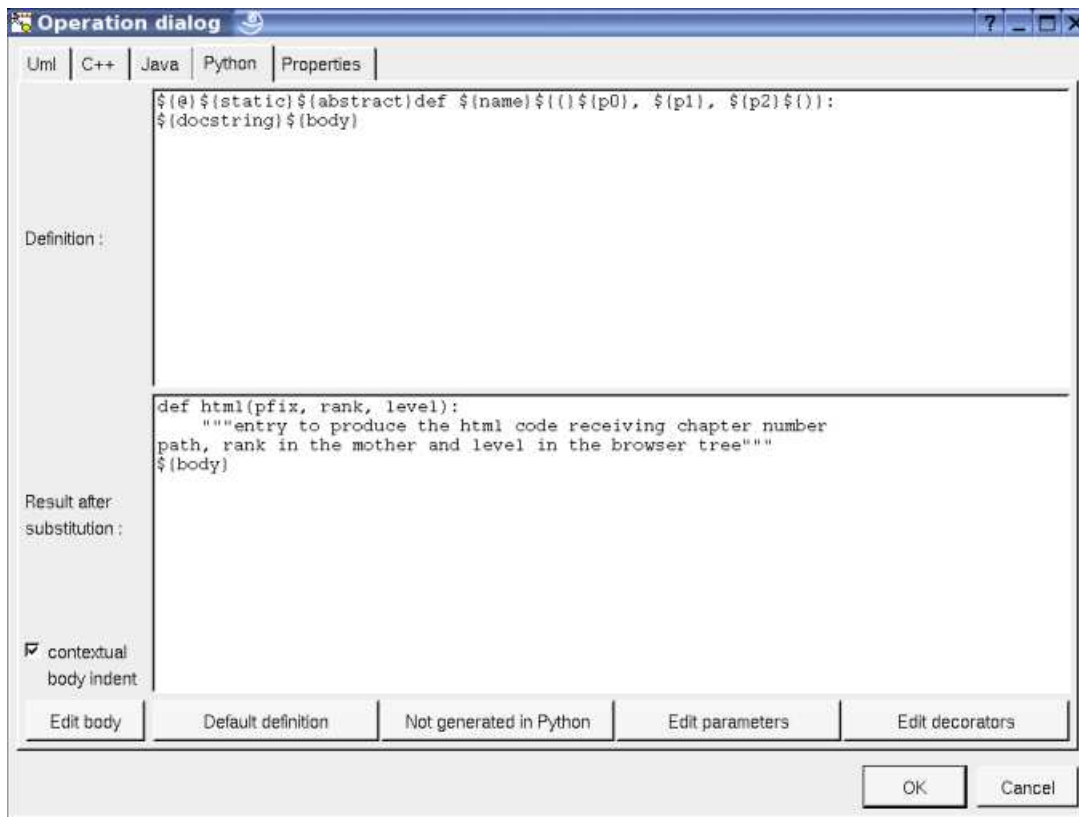 Operation dialog
Uml C++ Java Python Properties
Definition :
${@}${static}${abstract}def ${name}${(}${p0}, ${p1}, ${p2}${)}:
${docstring}${body}
Result after
substitution :
def html(pfix, rank, level):
    """entry to produce the html code receiving chapter number
path, rank in the mother and level in the browser tree"""
${body}
contextual
body indent
Edit body Default definition Not generated in Python Edit parameters Edit decorators
OK Cancel